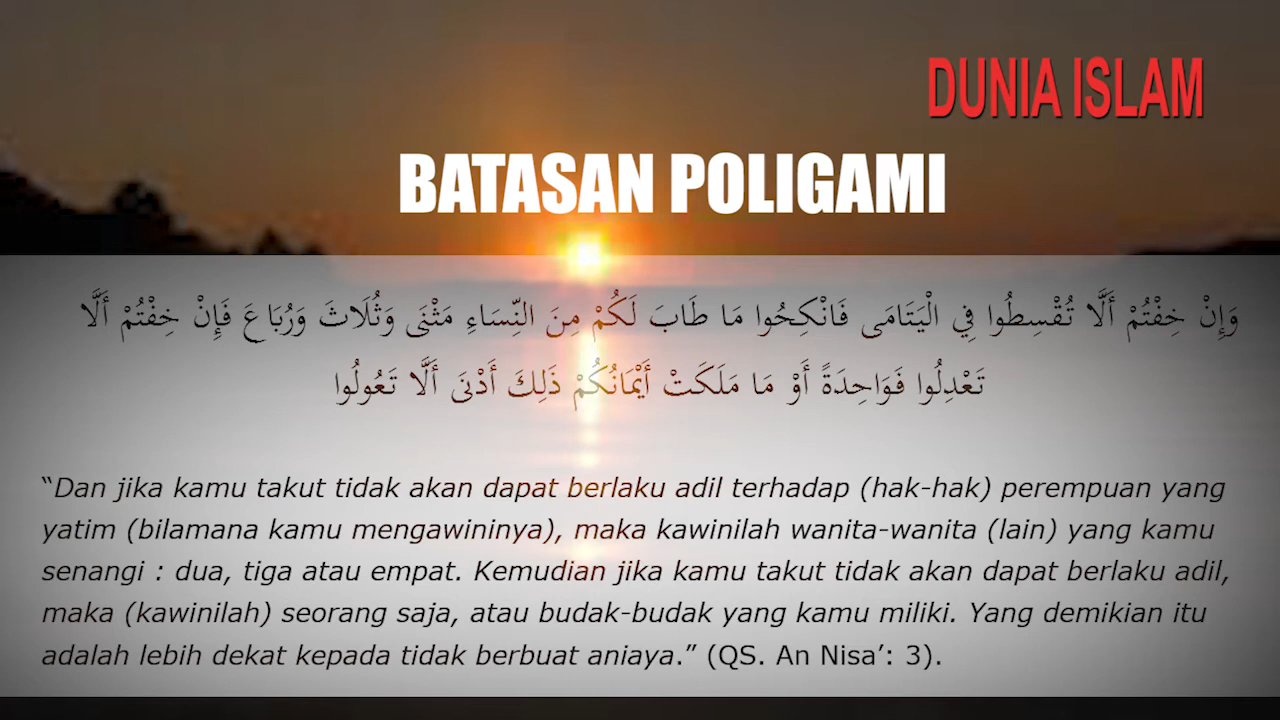 DUNIA ISLAM
BATASAN POLIGAMI
وَإِنْ خِفْتُمْ أَلَّا تُقْسِطُوا فِي الْيَتَامَى فَانْكِحُوا مَا طَابَ لَكُمْ مِنَ النِّسَاءِ مَثْنَى وَثُلَاثَ وَرُبَاعَ فَإِنْ خِفْتُمْ أَلَّا
تَعْدِلُوا فَوَاحِدَةً أَوْ مَا مَلَكَتْ أَيْمَانُكُمْ ذَلِكَ أَدْنَى أَلَّا تَعُولُوا
“Dan jika kamu takut tidak akan dapat berlaku adil terhadap (hak-hak) perempuan yang
yatim (bilamana kamu mengawininya), maka kawinilah wanita-wanita (lain) yang kamu
senangi : dua, tiga atau empat. Kemudian jika kamu takut tidak akan dapat berlaku adil,
maka (kawinilah) seorang saja, atau budak-budak yang kamu miliki. Yang demikian itu
adalah lebih dekat kepada tidak berbuat aniaya.” (QS. An Nisa’: 3).